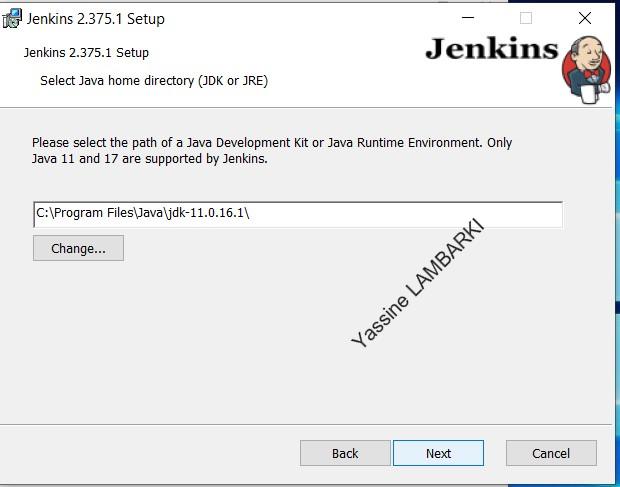 Jenkins 2.375.1 Setup
Jenkins 2.375.1 Setup
Jenkins
Select Java home directory (JDK or JRE)
Please select the path of a Java Development Kit or Java Runtime Environment. Only
Java 11 and 17 are supported by Jenkins.
C:\Program Files\Java\jdk-11.0.16.1\
Change...
Yassine LAMBARKI
Back
Next
Cancel